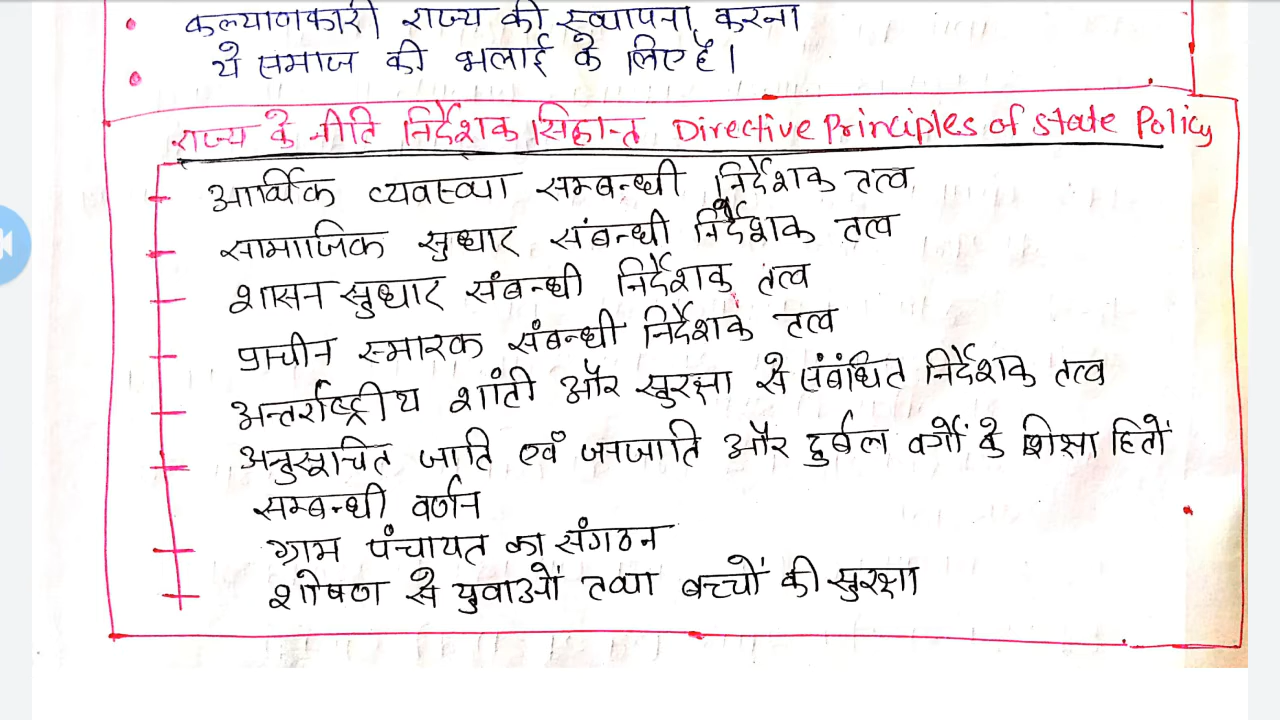 कल्याणकारी राज्य की स्थापना करना
ये समाज की भलाई के लिए है।
राज्य के नीति निर्देशक सिद्धान्त Directive Principles of State Policy
आर्थिक व्यवस्था सम्बन्धी निर्देशक तत्व
सामाजिक सुधार संबन्धी निर्देशक तत्व
शासन सुधार संबन्धी निर्देशक तत्व
प्राचीन स्मारक संबन्धी निर्देशक तत्व
अन्तर्राष्ट्रीय शांती और सुरक्षा से संबंधित निर्देशक तत्व
अनुसूचित जाति एवं जनजाति और दुर्बल वर्गों के शिक्षा हितों
सम्बन्धी वर्णन
ग्राम पंचायत का संगठन
शोषण से युवाओं तथा बच्चों की सुरक्षा